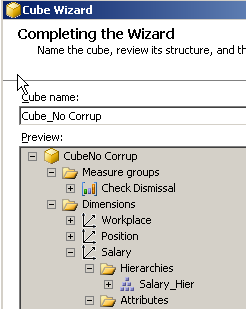 Cube Wizard
Completing the Wizard
Name the cube, review its structure, and th
Cube name:
Cube_No Corrup
Preview:
CubeNo Corrup
Measure groups
Check Dismissal
Dimensions
Workplace
Position
Salary
Hierarchies
Salary_Hier
Attributes